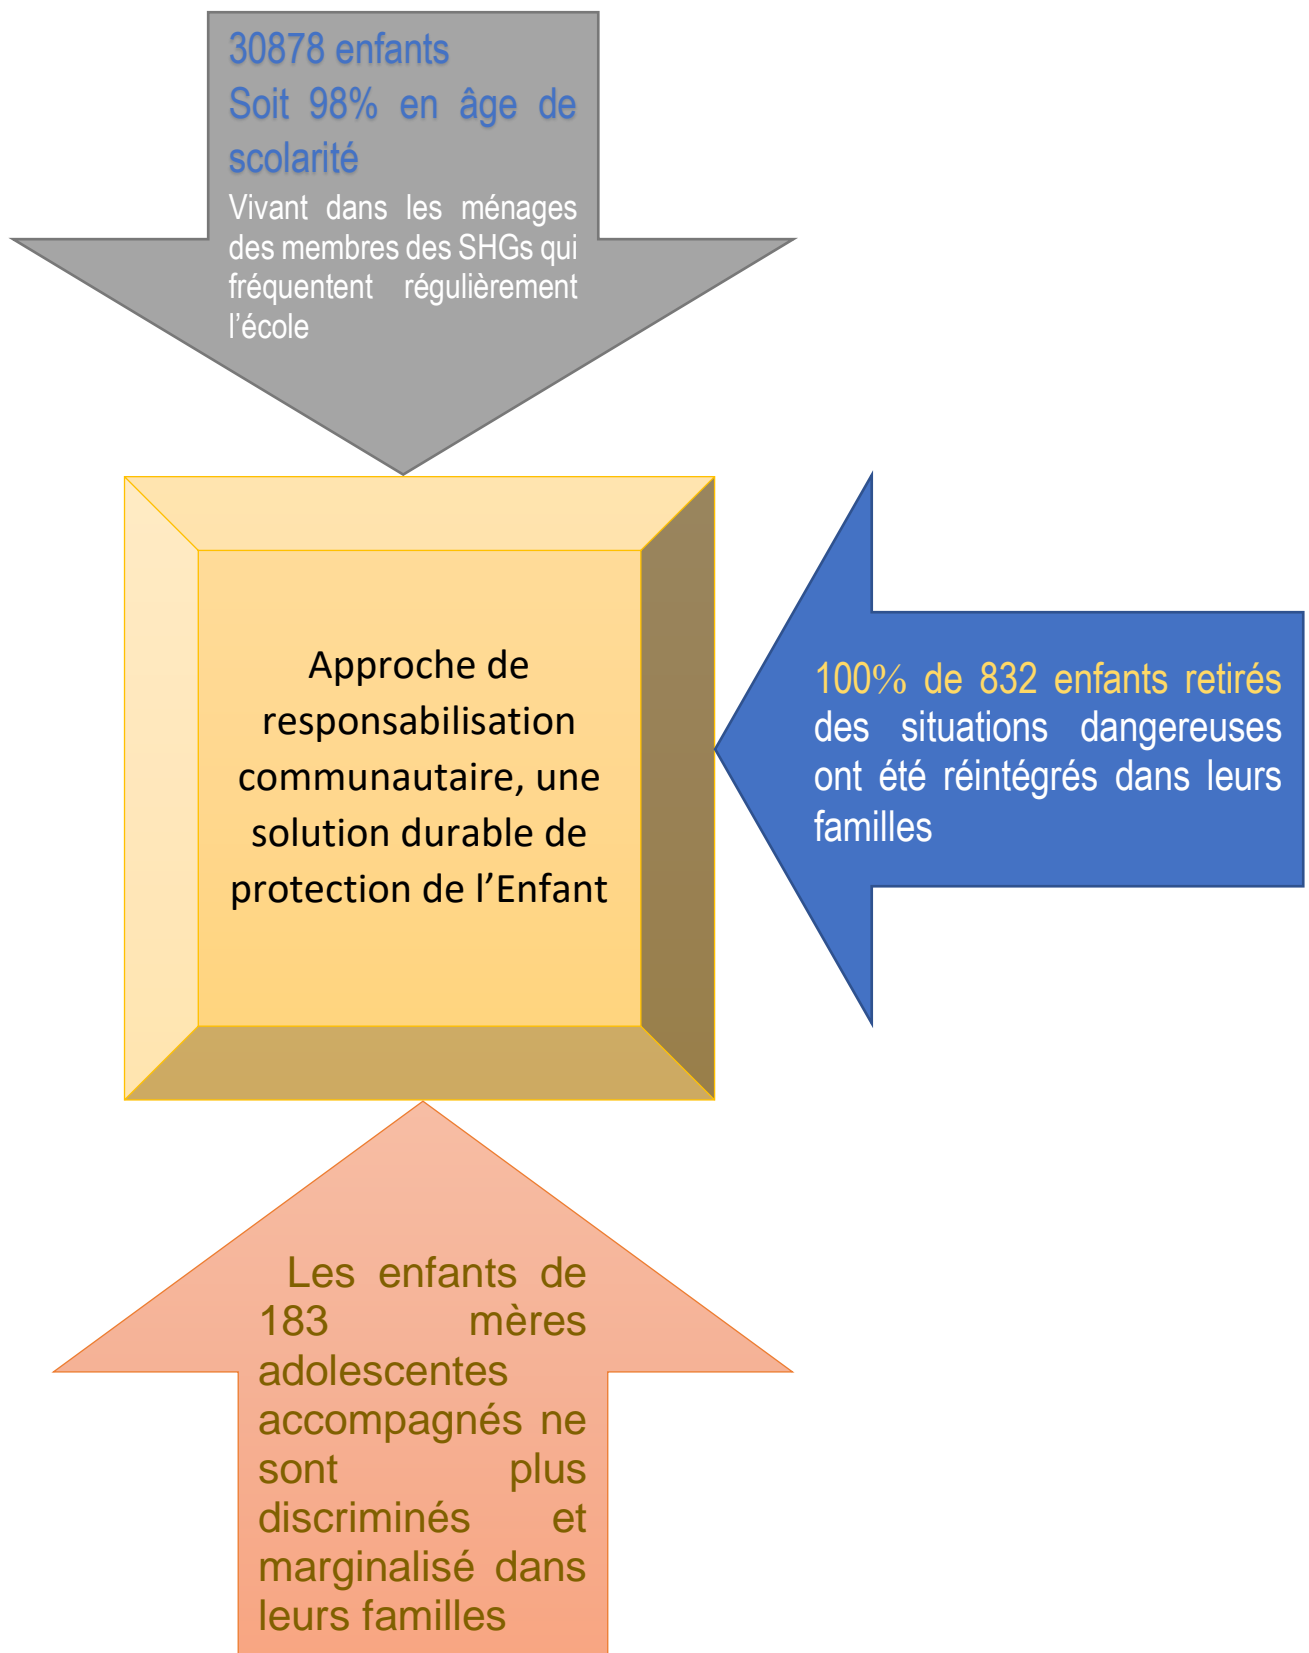 30878 enfants
Soit 98% en âge de
scolarité
Vivant dans les ménages
des membres des SHGs qui
fréquentent régulièrement
l’école
Approche de
responsabilisation
communautaire, une
solution durable de
protection de l’Enfant
100% de 832 enfants retirés
des situations dangereuses
ont été réintégrés dans leurs
familles
Les enfants de
183 mères
adolescentes
accompagnés ne
sont plus
discriminés et
marginalisé dans
leurs familles